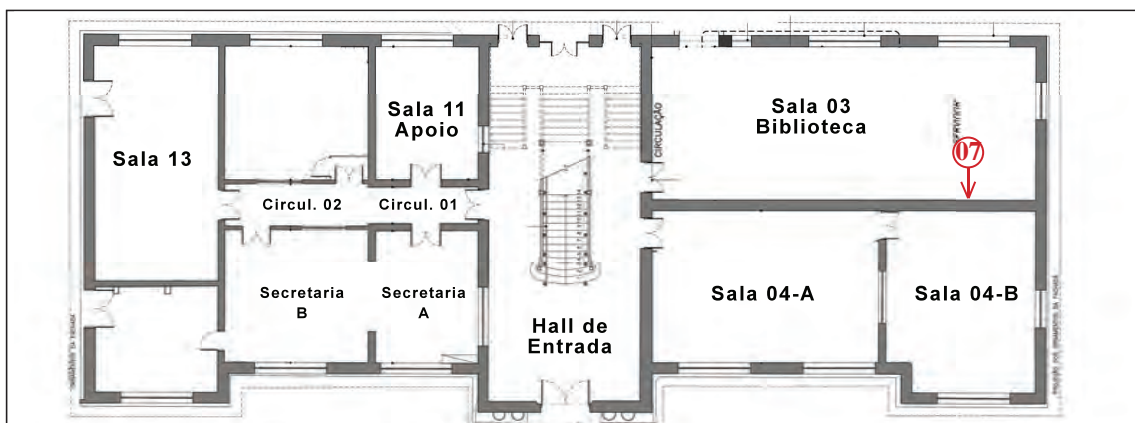 Sala 13
Sala 11
Apoio
Circul. 02
Circul. 01
Secretaria
B
Secretaria
A
Hall de
Entrada
CIRCULAÇÃO
Sala 03
Biblioteca
07
Sala 04-A
Sala 04-B